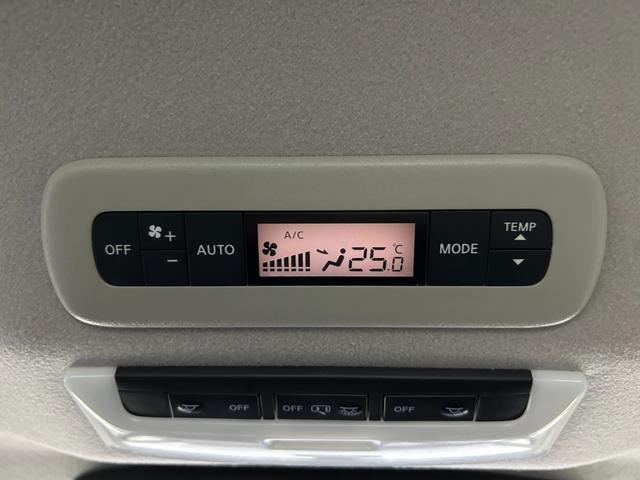 OFF + - AUTO A/C 25.0 °C MODE TEMP
OFF OFF OFF